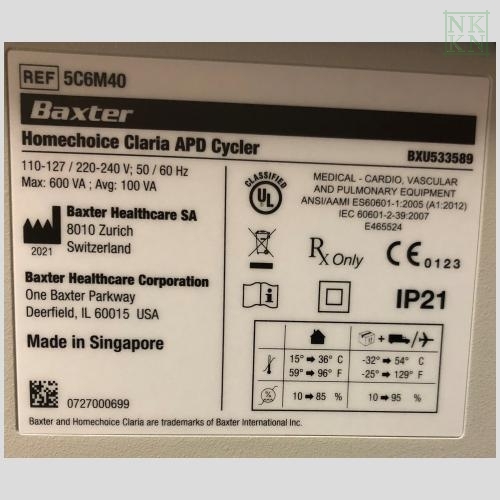 NK
KN
REF 5C6M40
Baxter
Homechoice Claria APD Cycler
BXU533589
110-127 / 220-240 V; 50 / 60 Hz
Max: 600 VA ; Avg: 100 VA
2021
Baxter Healthcare SA
8010 Zurich
Switzerland
Baxter Healthcare Corporation
One Baxter Parkway
Deerfield, IL 60015 USA
Made in Singapore
0727000699
CLASSIFIED
UL
MEDICAL - CARDIO, VASCULAR
AND PULMONARY EQUIPMENT
ANSI/AAMI ES60601-1:2005 (A1:2012)
IEC 60601-2-39:2007
E465524
Rx Only
CE 0123
i
IP21
+ /
15° 36° C
-32° 54° C
59° 96° F
-25° 129° F
%
10 85 %
10 95 %
Baxter and Homechoice Claria are trademarks of Baxter International Inc.